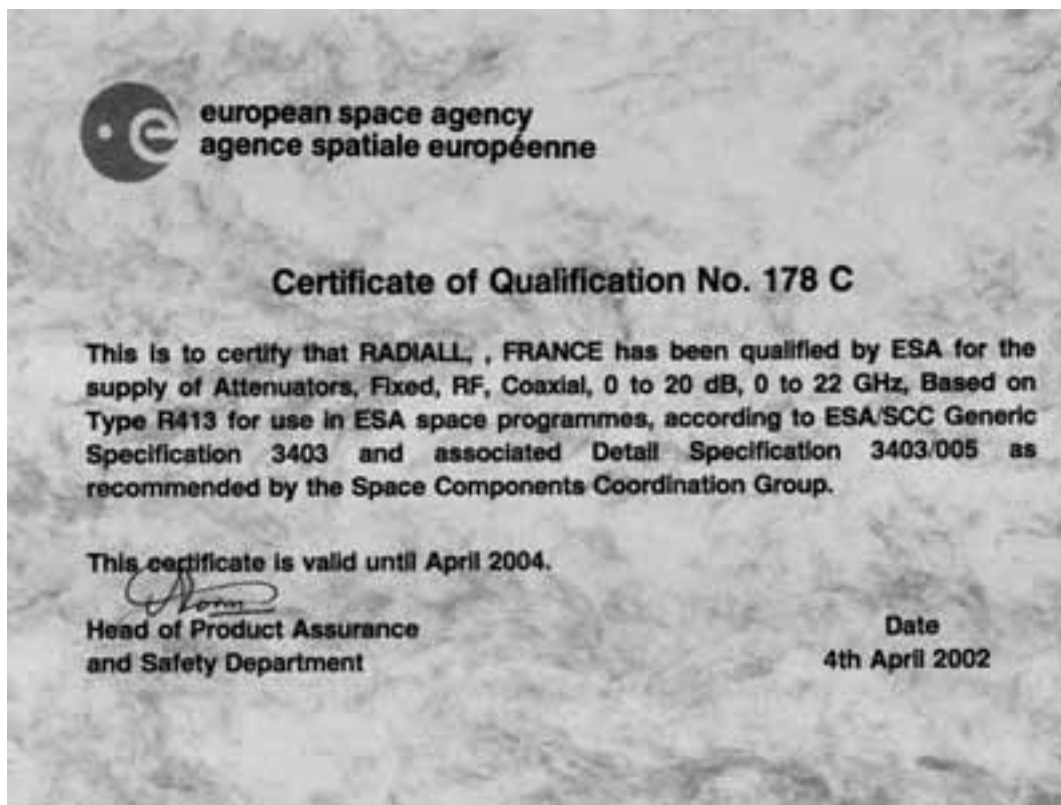 european space agency
agence spatiale européenne
Certificate of Qualification No. 178 C
This is to certify that RADIALL, , FRANCE has been qualified by ESA for the
supply of Attenuators, Fixed, RF, Coaxial, 0 to 20 dB, 0 to 22 GHz, Based on
Type R413 for use in ESA space programmes, according to ESA/SCC Generic
Specification 3403 and associated Detail Specification 3403/005 as
recommended by the Space Components Coordination Group.
This certificate is valid until April 2004.
Head of Product Assurance
and Safety Department
Date
4th April 2002